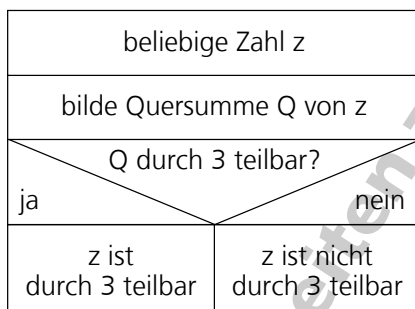 beliebige Zahl z
bilde Quersumme Q von z
Q durch 3 teilbar?
ja
nein
z ist
durch 3 teilbar
z ist nicht
durch 3 teilbar